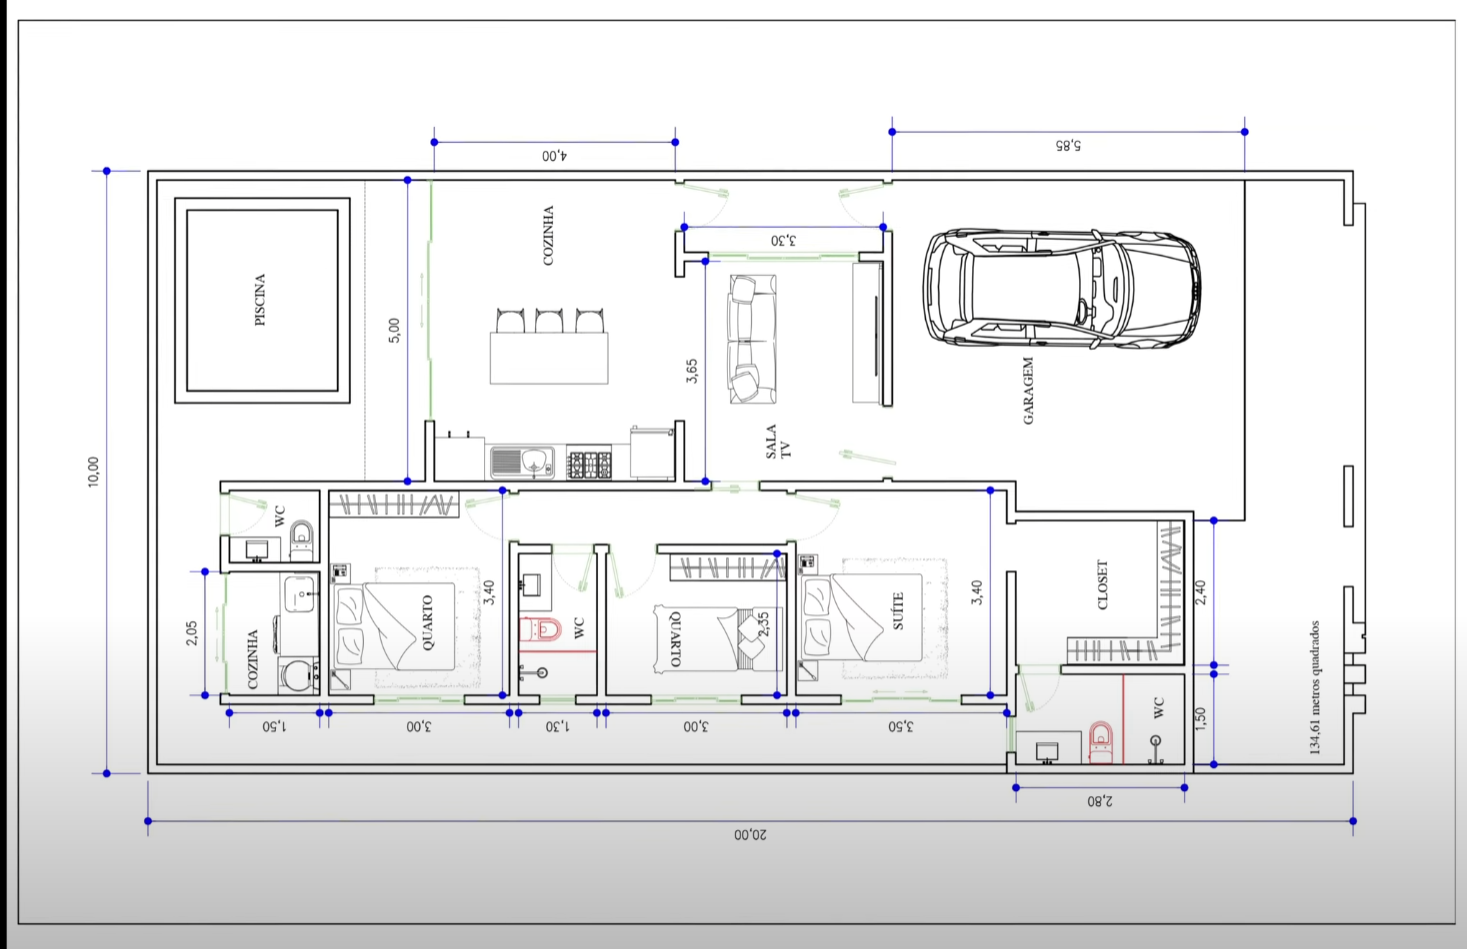 4,00
5,85
COZINHA
3,30
PISCINA
5,00
3,65
GARAGEM
SALA
TV
10,00
WC
3,40
3,40
CLOSET
2,40
2,05
COZINHA
QUARTO
WC
QUARTO
2,35
SUÍTE
134,61 metros quadrados
1,50
3,00
1,30
3,00
3,50
WC
1,50
2,80
20,00